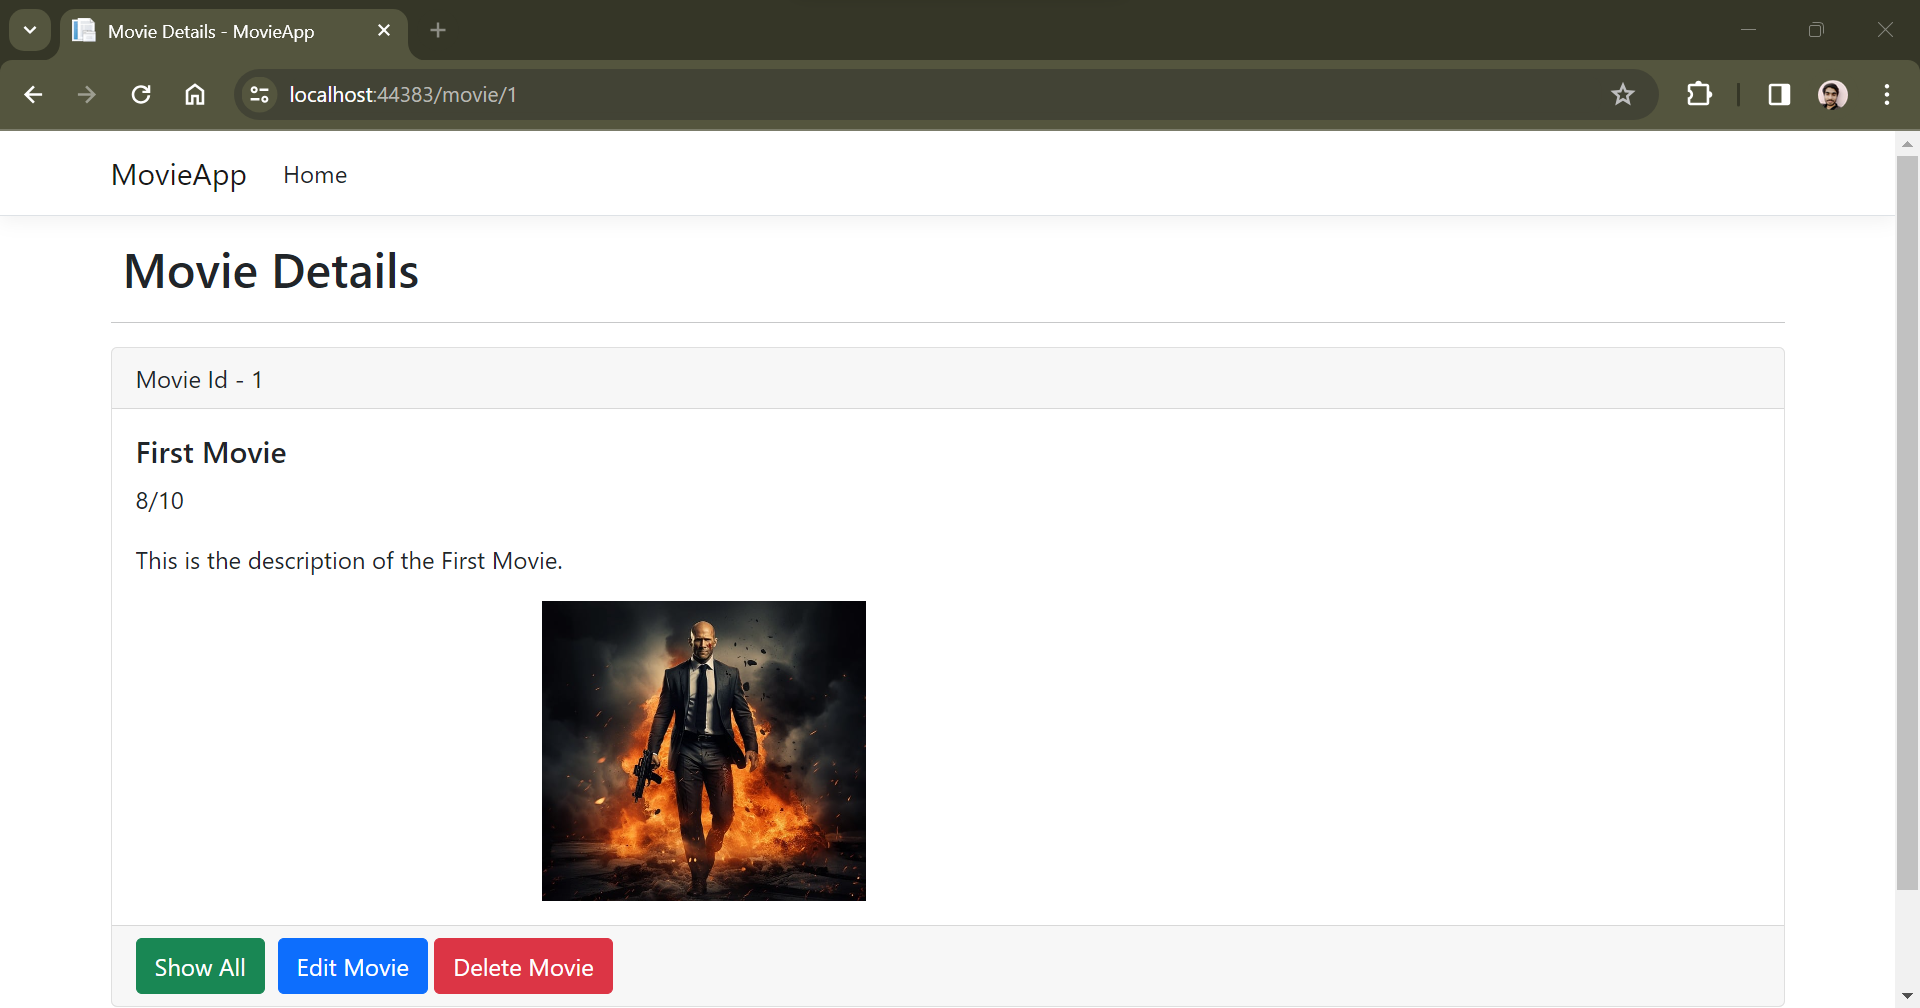 Movie Details - MovieApp
localhost:44383/movie/1
MovieApp Home
Movie Details
Movie Id - 1
First Movie
8/10
This is the description of the First Movie.
Show All Edit Movie Delete Movie